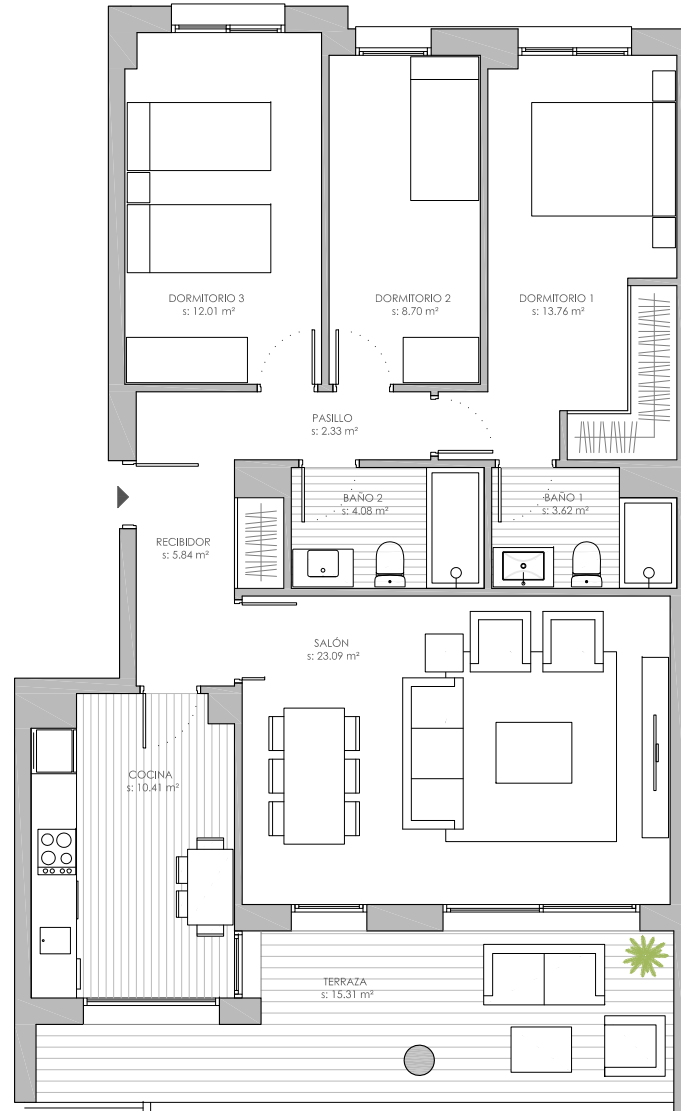 DORMITORIO 3
s: 12.01 m²
DORMITORIO 2
s: 8.70 m²
DORMITORIO 1
s: 13.76 m²
PASILLO
s: 2.33 m²
BAÑO 2
s: 4.08 m²
BAÑO 1
s: 3.62 m²
RECIBIDOR
s: 5.84 m²
SALÓN
s: 23.09 m²
COCINA
s: 10.41 m²
TERRAZA
s: 15.31 m²